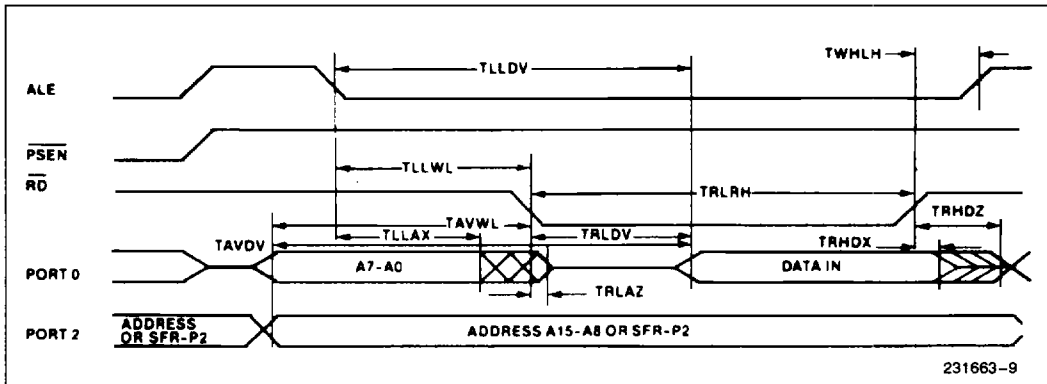 TLLDV
TWHLH
ALE
PSEN
TLLWL
RD
TRLRH
TAVWL
TRHDZ
TAVDV
TLLAX
TRLDV
TRHDX
PORT 0
A7-A0
DATA IN
TRLAZ
PORT 2
ADDRESS
OR SFR-P2
ADDRESS A15-A8 OR SFR-P2
231663-9